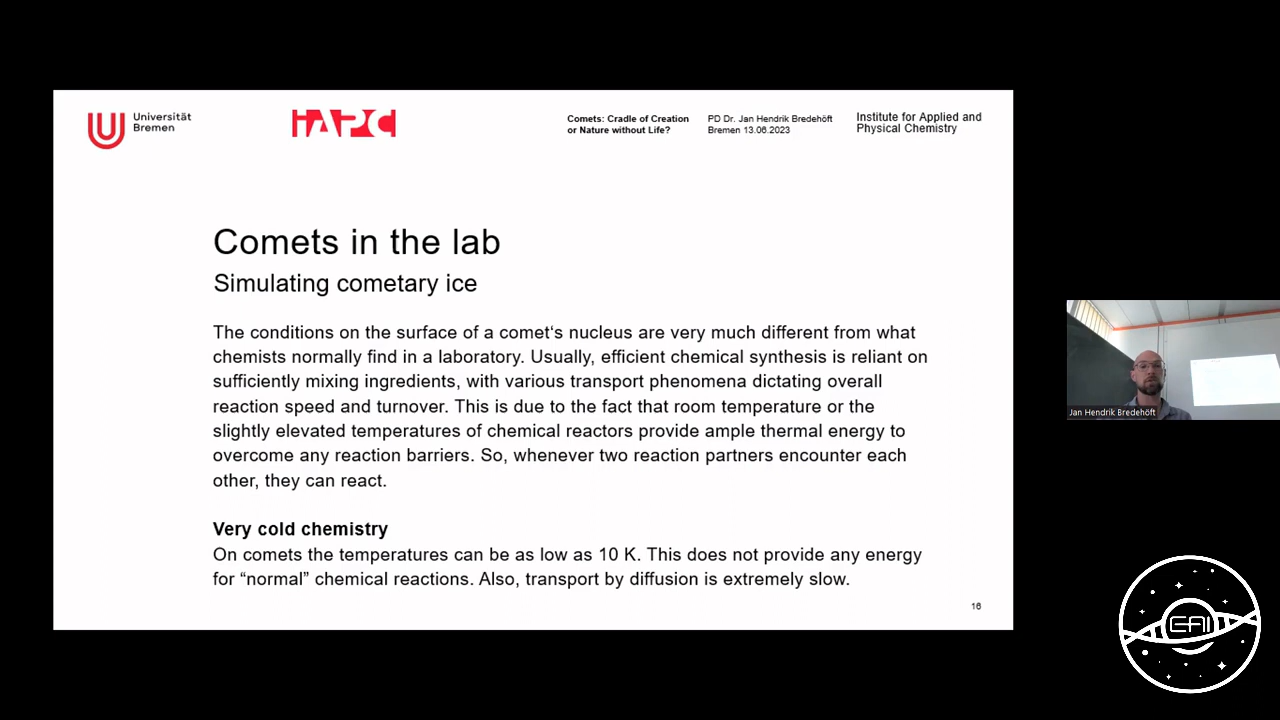 Universität
Bremen
iAPC
Comets: Cradle of Creation
or Nature without Life?
PD Dr. Jan Hendrik Bredehöft
Bremen 13.06.2023
Institute for Applied and
Physical Chemistry
Comets in the lab
Simulating cometary ice
The conditions on the surface of a comet‘s nucleus are very much different from what
chemists normally find in a laboratory. Usually, efficient chemical synthesis is reliant on
sufficiently mixing ingredients, with various transport phenomena dictating overall
reaction speed and turnover. This is due to the fact that room temperature or the
slightly elevated temperatures of chemical reactors provide ample thermal energy to
overcome any reaction barriers. So, whenever two reaction partners encounter each
other, they can react.
Very cold chemistry
On comets the temperatures can be as low as 10 K. This does not provide any energy
for “normal” chemical reactions. Also, transport by diffusion is extremely slow.
16
Jan Hendrik Bredehöft
EAI